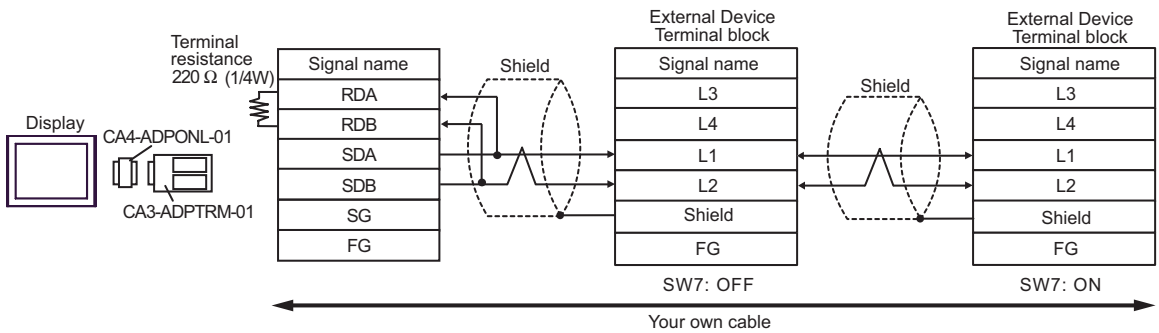 Display
CA4-ADPONL-01
CA3-ADPTRM-01
Terminal
resistance
220 Ω (1/4W)
Signal name
RDA
RDB
SDA
SDB
SG
FG
Shield
External Device
Terminal block
Signal name
L3
L4
L1
L2
Shield
FG
SW7: OFF
Shield
External Device
Terminal block
Signal name
L3
L4
L1
L2
Shield
FG
SW7: ON
Your own cable